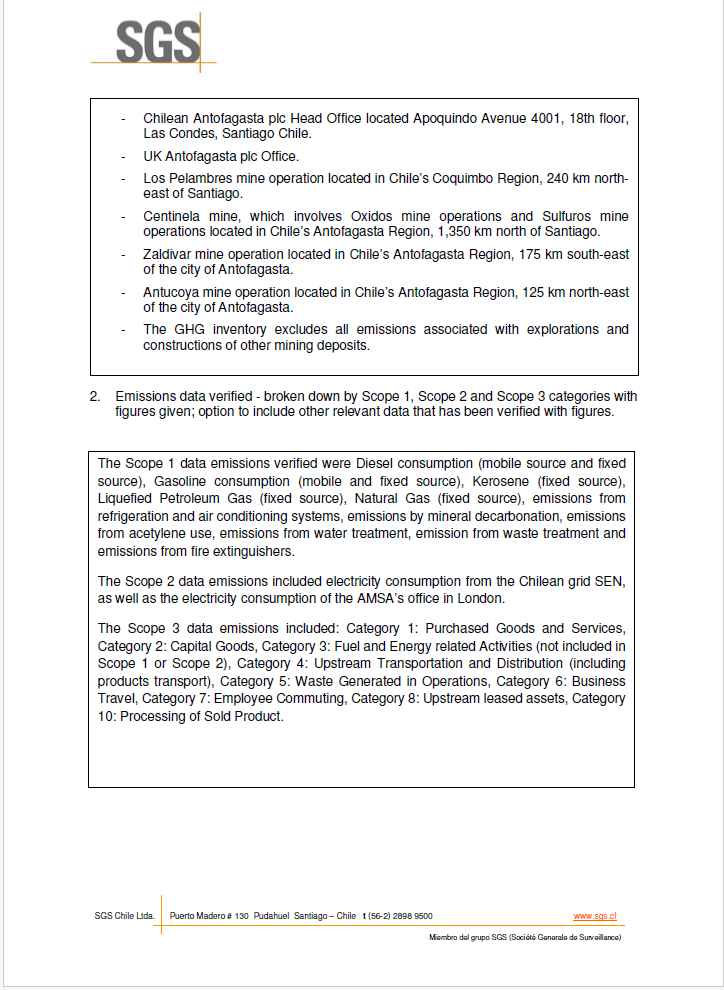 SGS
- Chilean Antofagasta plc Head Office located Apoquindo Avenue 4001, 18th floor,
Las Condes, Santiago Chile.
- UK Antofagasta plc Office.
- Los Pelambres mine operation located in Chile's Coquimbo Region, 240 km north-
east of Santiago.
- Centinela mine, which involves Oxidos mine operations and Sulfuros mine
operations located in Chile's Antofagasta Region, 1,350 km north of Santiago.
- Zaldivar mine operation located in Chile's Antofagasta Region, 175 km south-east
of the city of Antofagasta.
- Antucoya mine operation located in Chile's Antofagasta Region, 125 km north-east
of the city of Antofagasta.
- The GHG inventory excludes all emissions associated with explorations and
constructions of other mining deposits.
2. Emissions data verified - broken down by Scope 1, Scope 2 and Scope 3 categories with
figures given; option to include other relevant data that has been verified with figures.
The Scope 1 data emissions verified were Diesel consumption (mobile source and fixed
source), Gasoline consumption (mobile and fixed source), Kerosene (fixed source),
Liquefied Petroleum Gas (fixed source), Natural Gas (fixed source), emissions from
refrigeration and air conditioning systems, emissions by mineral decarbonation, emissions
from acetylene use, emissions from water treatment, emission from waste treatment and
emissions from fire extinguishers.
The Scope 2 data emissions included electricity consumption from the Chilean grid SEN,
as well as the electricity consumption of the AMSA's office in London.
The Scope 3 data emissions included: Category 1: Purchased Goods and Services,
Category 2: Capital Goods, Category 3: Fuel and Energy related Activities (not included in
Scope 1 or Scope 2), Category 4: Upstream Transportation and Distribution (including
products transport), Category 5: Waste Generated in Operations, Category 6: Business
Travel, Category 7: Employee Commuting, Category 8: Upstream leased assets, Category
10: Processing of Sold Product.
SGS Chile Ltda. Puerto Madero # 130 Pudahuel Santiago – Chile t (56-2) 2898 9500 www.sgs.cl
Miembro del grupo SGS (Société Generale de Surveillance)